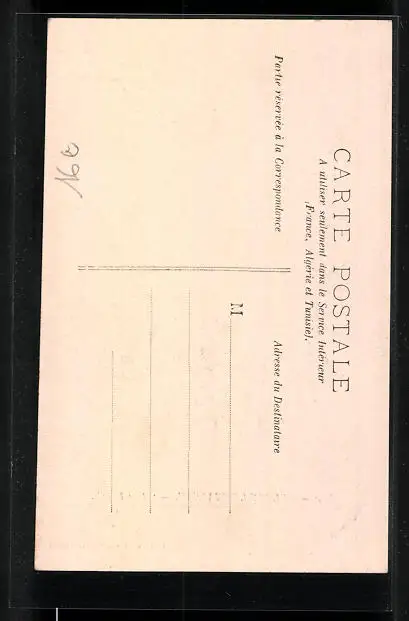 CARTE POSTALE
A utiliser seulement dans le Service Intérieur
(France, Algérie et Tunisie).
Partie réservée à la Correspondance
Adresse du Destinataire
M